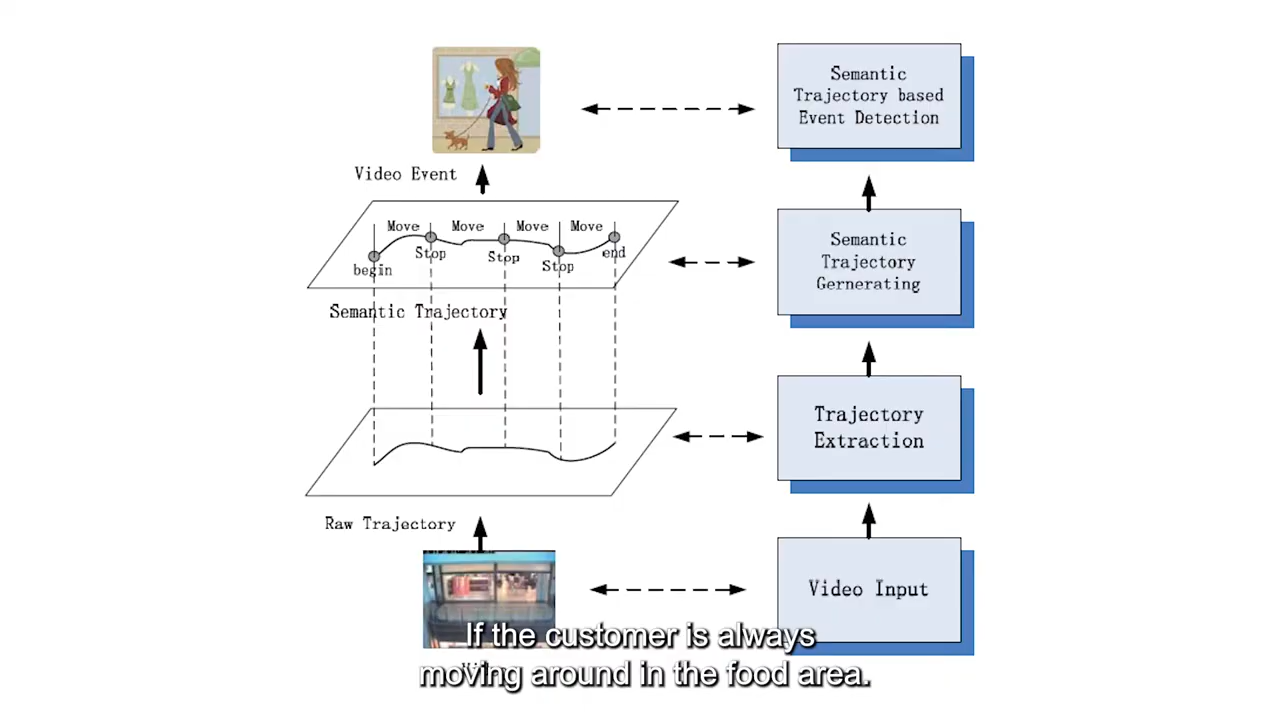 Semantic
Trajectory based
Event Detection
Video Event
Move
Move
Move
Move
begin
Stop
Stop
Stop
end
Semantic
Trajectory
Gernerating
Semantic Trajectory
Trajectory
Extraction
Raw Trajectory
Video Input
If the customer is always
moving around in the food area.